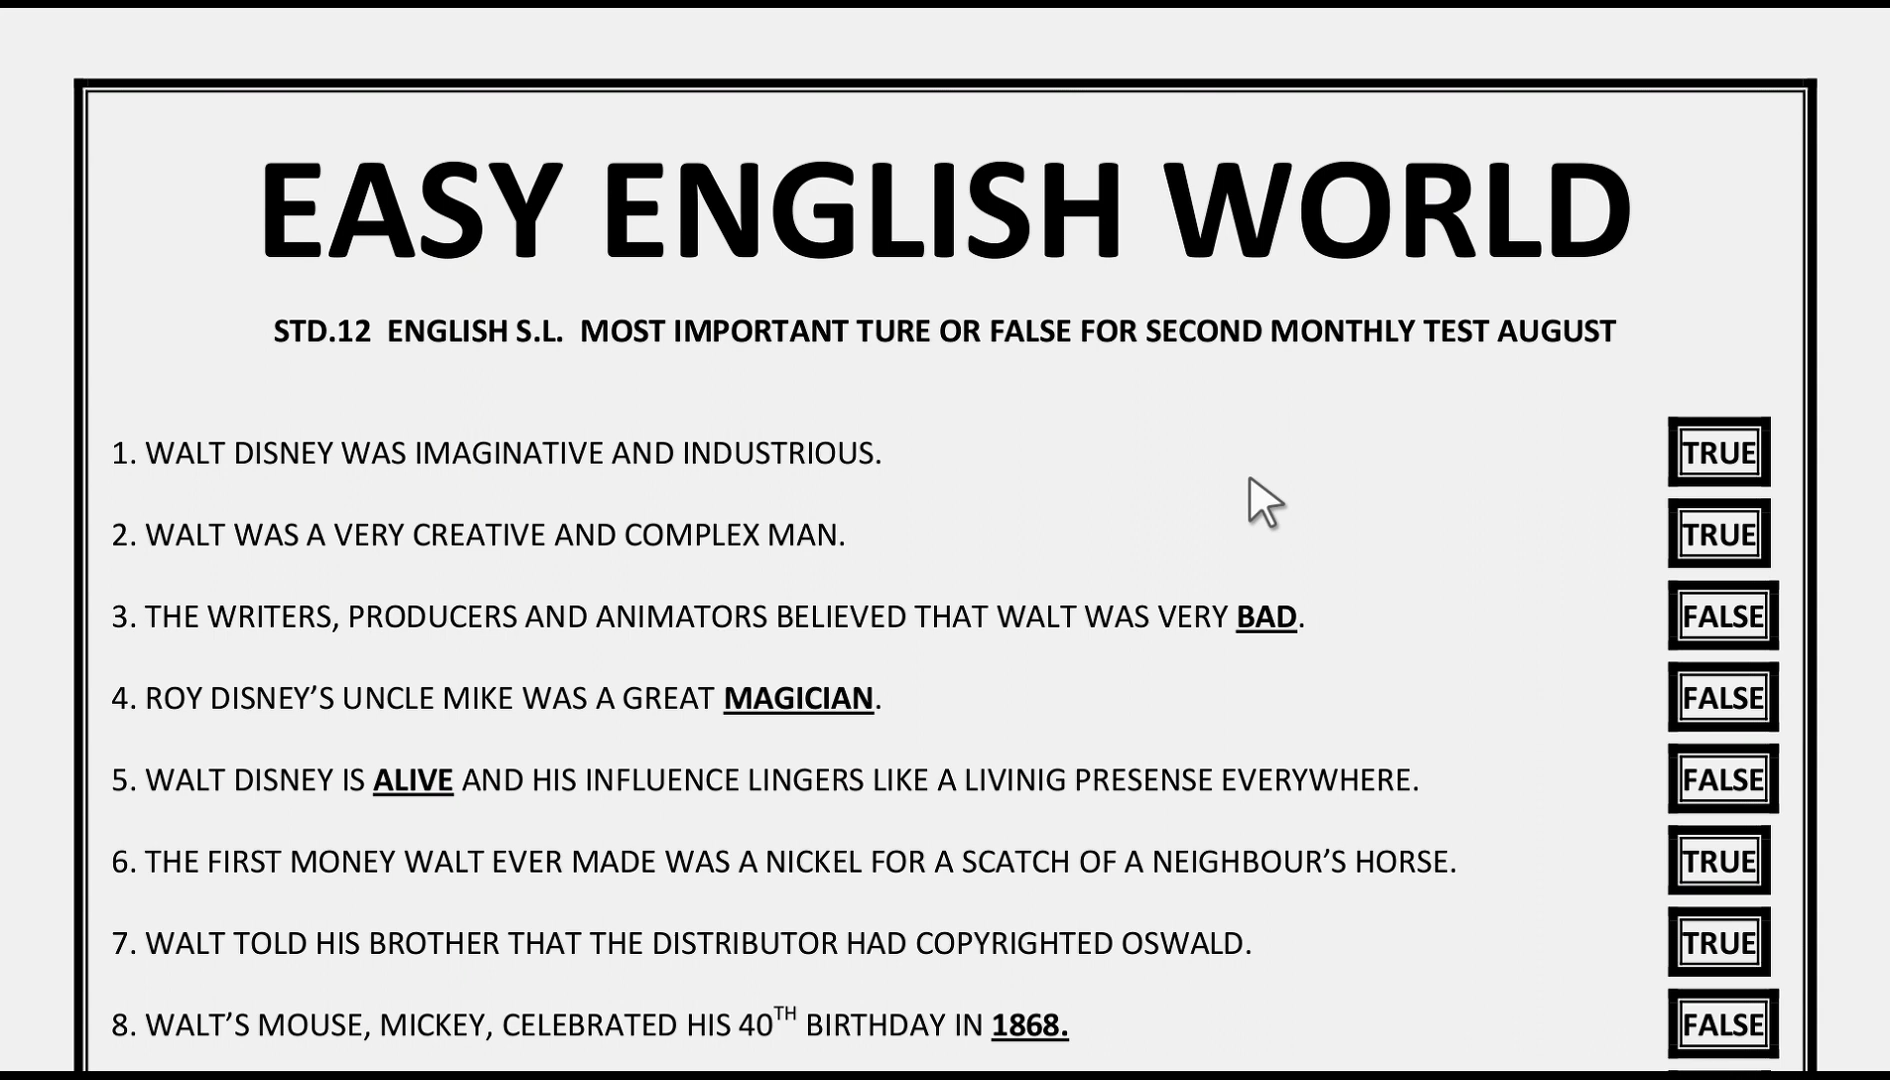 EASY ENGLISH WORLD
STD.12 ENGLISH S.L. MOST IMPORTANT TURE OR FALSE FOR SECOND MONTHLY TEST AUGUST
1. WALT DISNEY WAS IMAGINATIVE AND INDUSTRIOUS. TRUE
2. WALT WAS A VERY CREATIVE AND COMPLEX MAN. TRUE
3. THE WRITERS, PRODUCERS AND ANIMATORS BELIEVED THAT WALT WAS VERY BAD. FALSE
4. ROY DISNEY’S UNCLE MIKE WAS A GREAT MAGICIAN. FALSE
5. WALT DISNEY IS ALIVE AND HIS INFLUENCE LINGERS LIKE A LIVINIG PRESENSE EVERYWHERE. FALSE
6. THE FIRST MONEY WALT EVER MADE WAS A NICKEL FOR A SCATCH OF A NEIGHBOUR’S HORSE. TRUE
7. WALT TOLD HIS BROTHER THAT THE DISTRIBUTOR HAD COPYRIGHTED OSWALD. TRUE
8. WALT’S MOUSE, MICKEY, CELEBRATED HIS 40TH BIRTHDAY IN 1868. FALSE